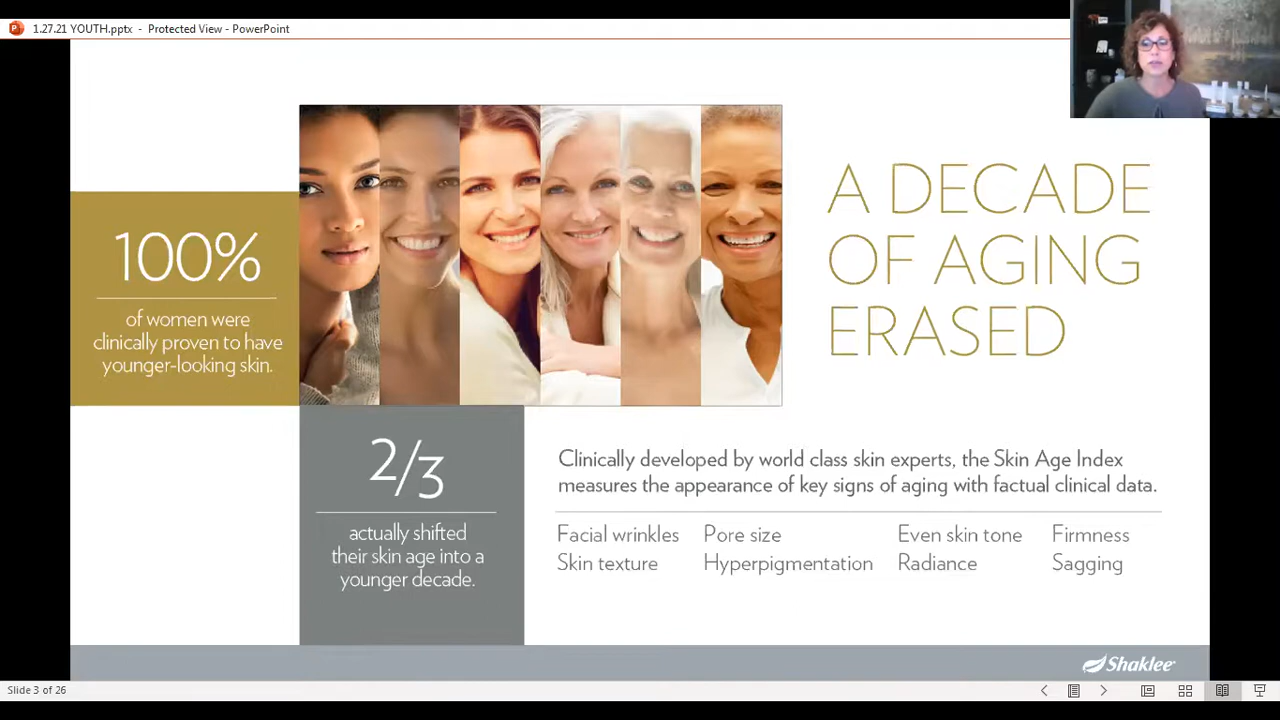 1.27.21 YOUTH.pptx - Protected View - PowerPoint
100%
of women were
clinically proven to have
younger-looking skin.
A DECADE
OF AGING
ERASED
2/3
actually shifted
their skin age into a
younger decade.
Clinically developed by world class skin experts, the Skin Age Index
measures the appearance of key signs of aging with factual clinical data.
Facial wrinkles Pore size Even skin tone Firmness
Skin texture Hyperpigmentation Radiance Sagging
Shaklee
Slide 3 of 26